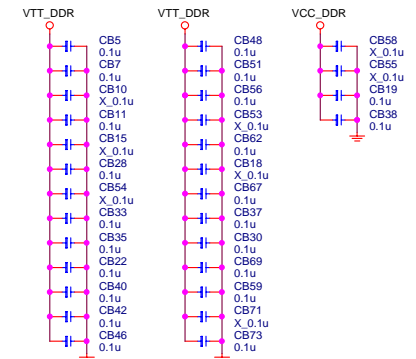 VTT_DDR
CB5
0.1u
CB7
0.1u
CB10
X_0.1u
CB11
0.1u
CB15
X_0.1u
CB28
0.1u
CB54
X_0.1u
CB33
0.1u
CB35
0.1u
CB22
0.1u
CB40
0.1u
CB42
0.1u
CB46
0.1u
VTT_DDR
CB48
0.1u
CB51
0.1u
CB56
0.1u
CB53
X_0.1u
CB62
0.1u
CB18
X_0.1u
CB67
0.1u
CB37
0.1u
CB30
0.1u
CB69
0.1u
CB59
0.1u
CB71
X_0.1u
CB73
0.1u
VCC_DDR
CB58
X_0.1u
CB55
X_0.1u
CB19
0.1u
CB38
0.1u